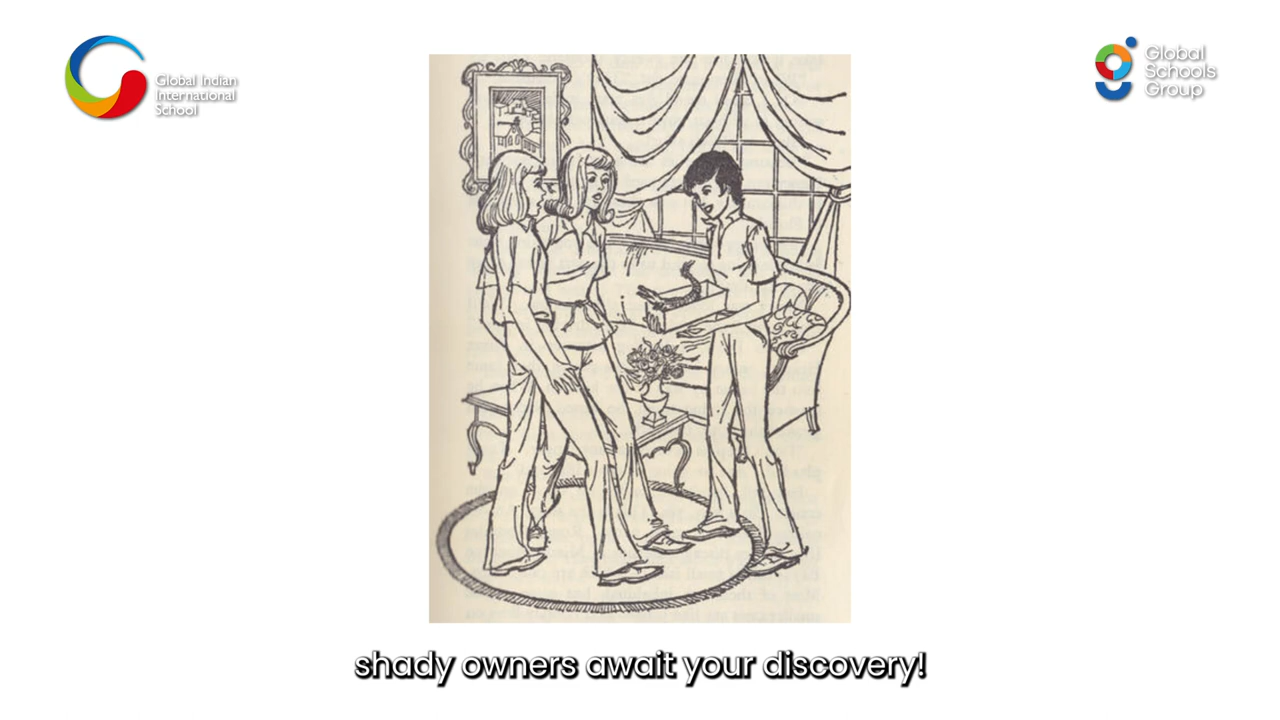 Global Indian
International
School
Global
Schools
Group
shady owners await your discovery!